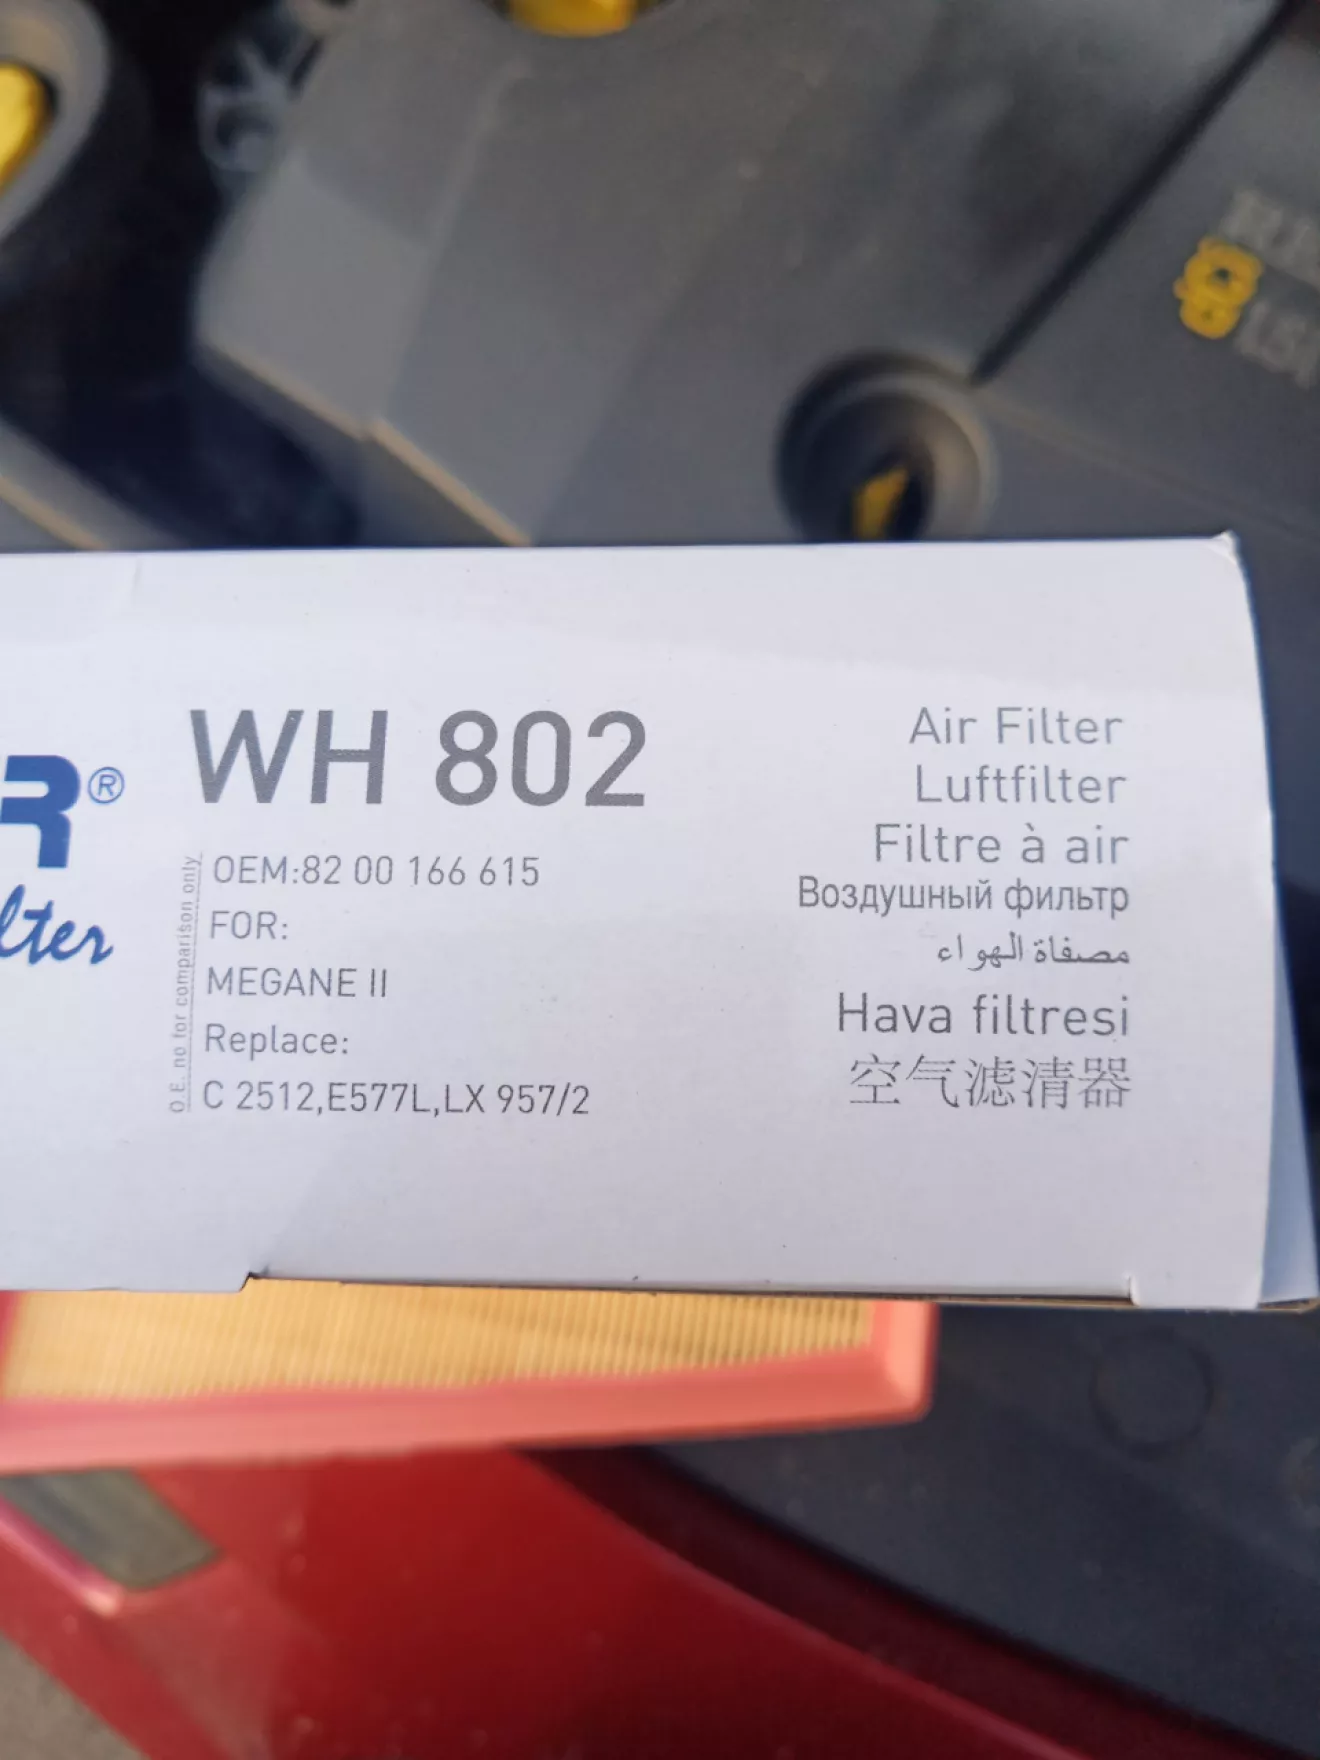 R®
lter
WH 802
O.E. no for comparison only
OEM:82 00 166 615
FOR:
MEGANE II
Replace:
C 2512,E577L,LX 957/2
Air Filter
Luftfilter
Filtre à air
Воздушный фильтр
مصفاة الهواء
Hava filtresi
空气滤清器